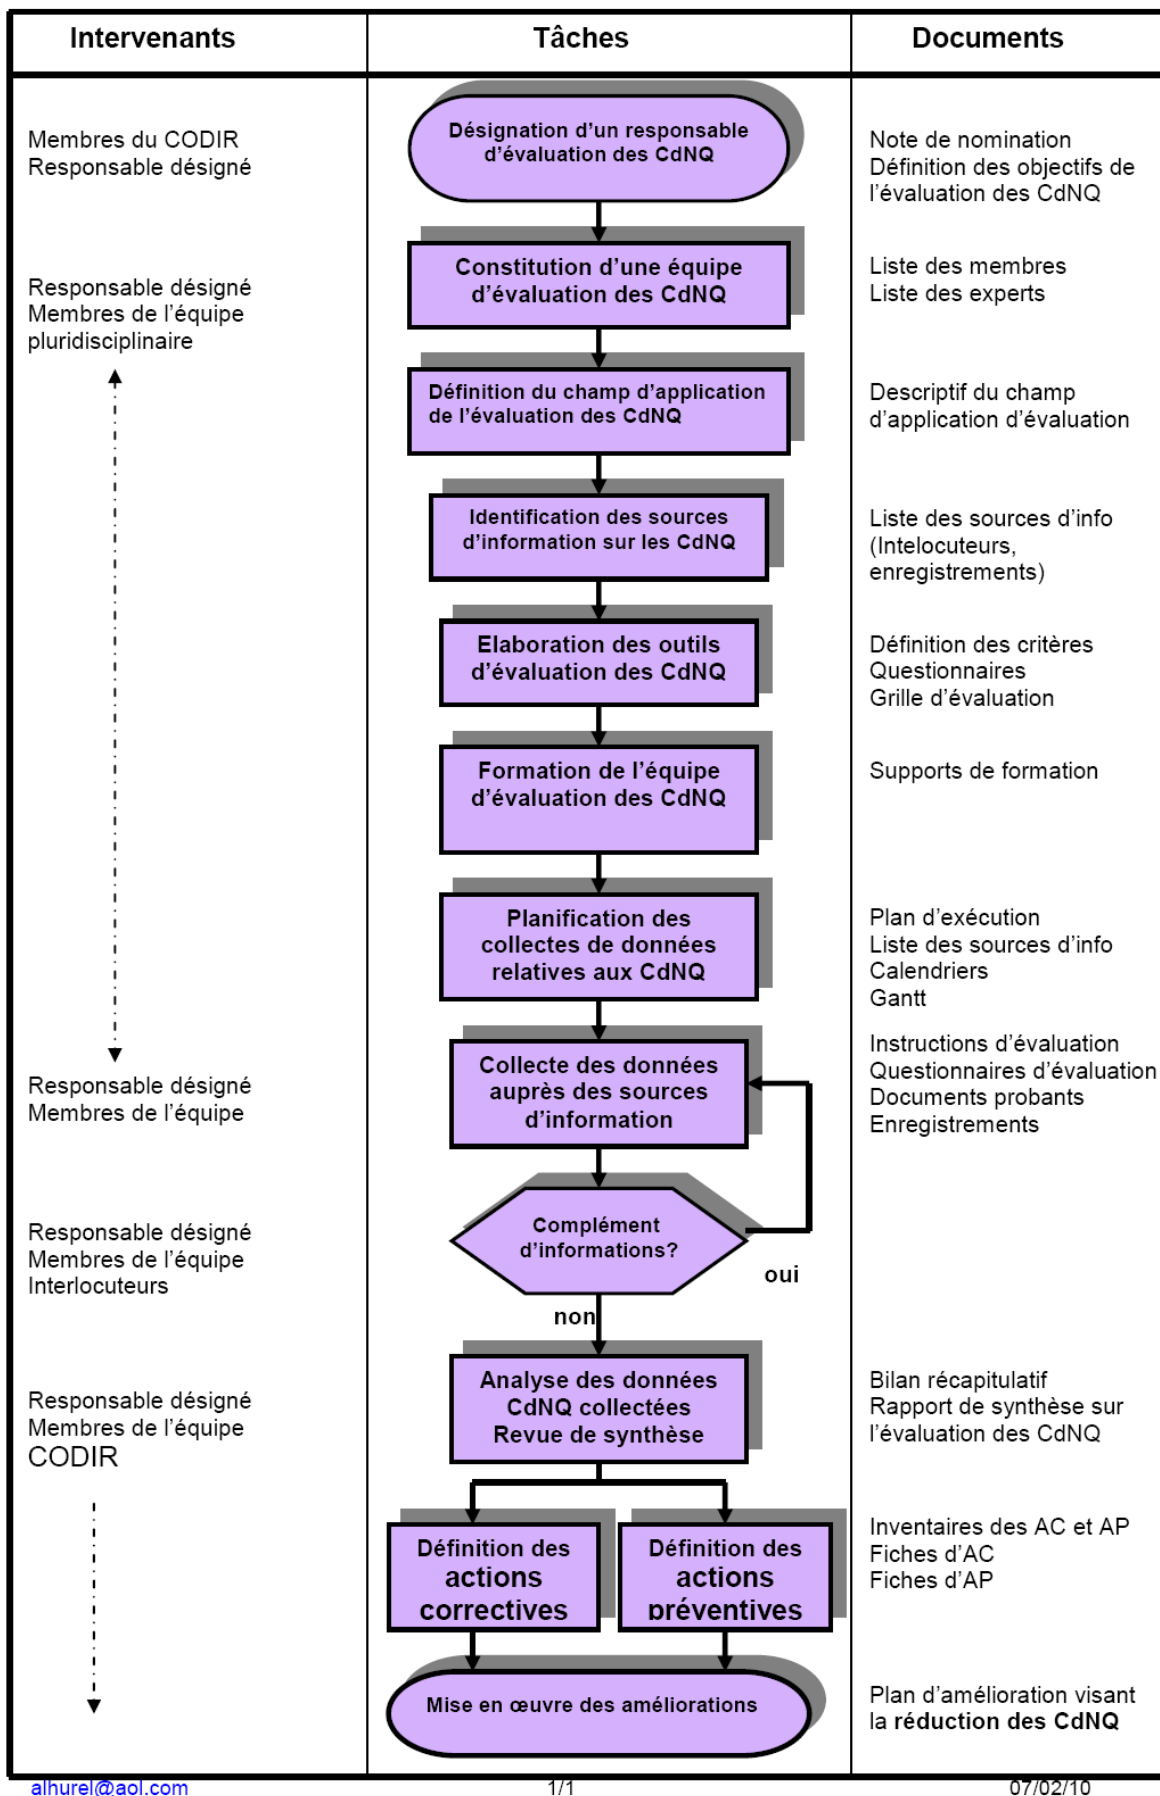 Intervenants Tâches Documents
Membres du CODIR
Responsable désigné
Désignation d'un responsable
d'évaluation des CdNQ
Note de nomination
Définition des objectifs de
l'évaluation des CdNQ
Responsable désigné
Membres de l'équipe
pluridisciplinaire
Constitution d'une équipe
d'évaluation des CdNQ
Liste des membres
Liste des experts
Définition du champ d'application
de l'évaluation des CdNQ
Descriptif du champ
d'application d'évaluation
Identification des sources
d'information sur les CdNQ
Liste des sources d'info
(Intelocuteurs,
enregistrements)
Elaboration des outils
d'évaluation des CdNQ
Définition des critères
Questionnaires
Grille d'évaluation
Formation de l'équipe
d'évaluation des CdNQ
Supports de formation
Planification des
collectes de données
relatives aux CdNQ
Plan d'exécution
Liste des sources d'info
Calendriers
Gantt
Responsable désigné
Membres de l'équipe
Collecte des données
auprès des sources
d'information
Instructions d'évaluation
Questionnaires d'évaluation
Documents probants
Enregistrements
Responsable désigné
Membres de l'équipe
Interlocuteurs
Complément
d'informations?
oui
non
Responsable désigné
Membres de l'équipe
CODIR
Analyse des données
CdNQ collectées
Revue de synthèse
Bilan récapitulatif
Rapport de synthèse sur
l'évaluation des CdNQ
Définition des
actions
correctives
Définition des
actions
préventives
Inventaires des AC et AP
Fiches d'AC
Fiches d'AP
Mise en œuvre des améliorations
Plan d'amélioration visant
la réduction des CdNQ
alhurel@aol.com 1/1 07/02/10